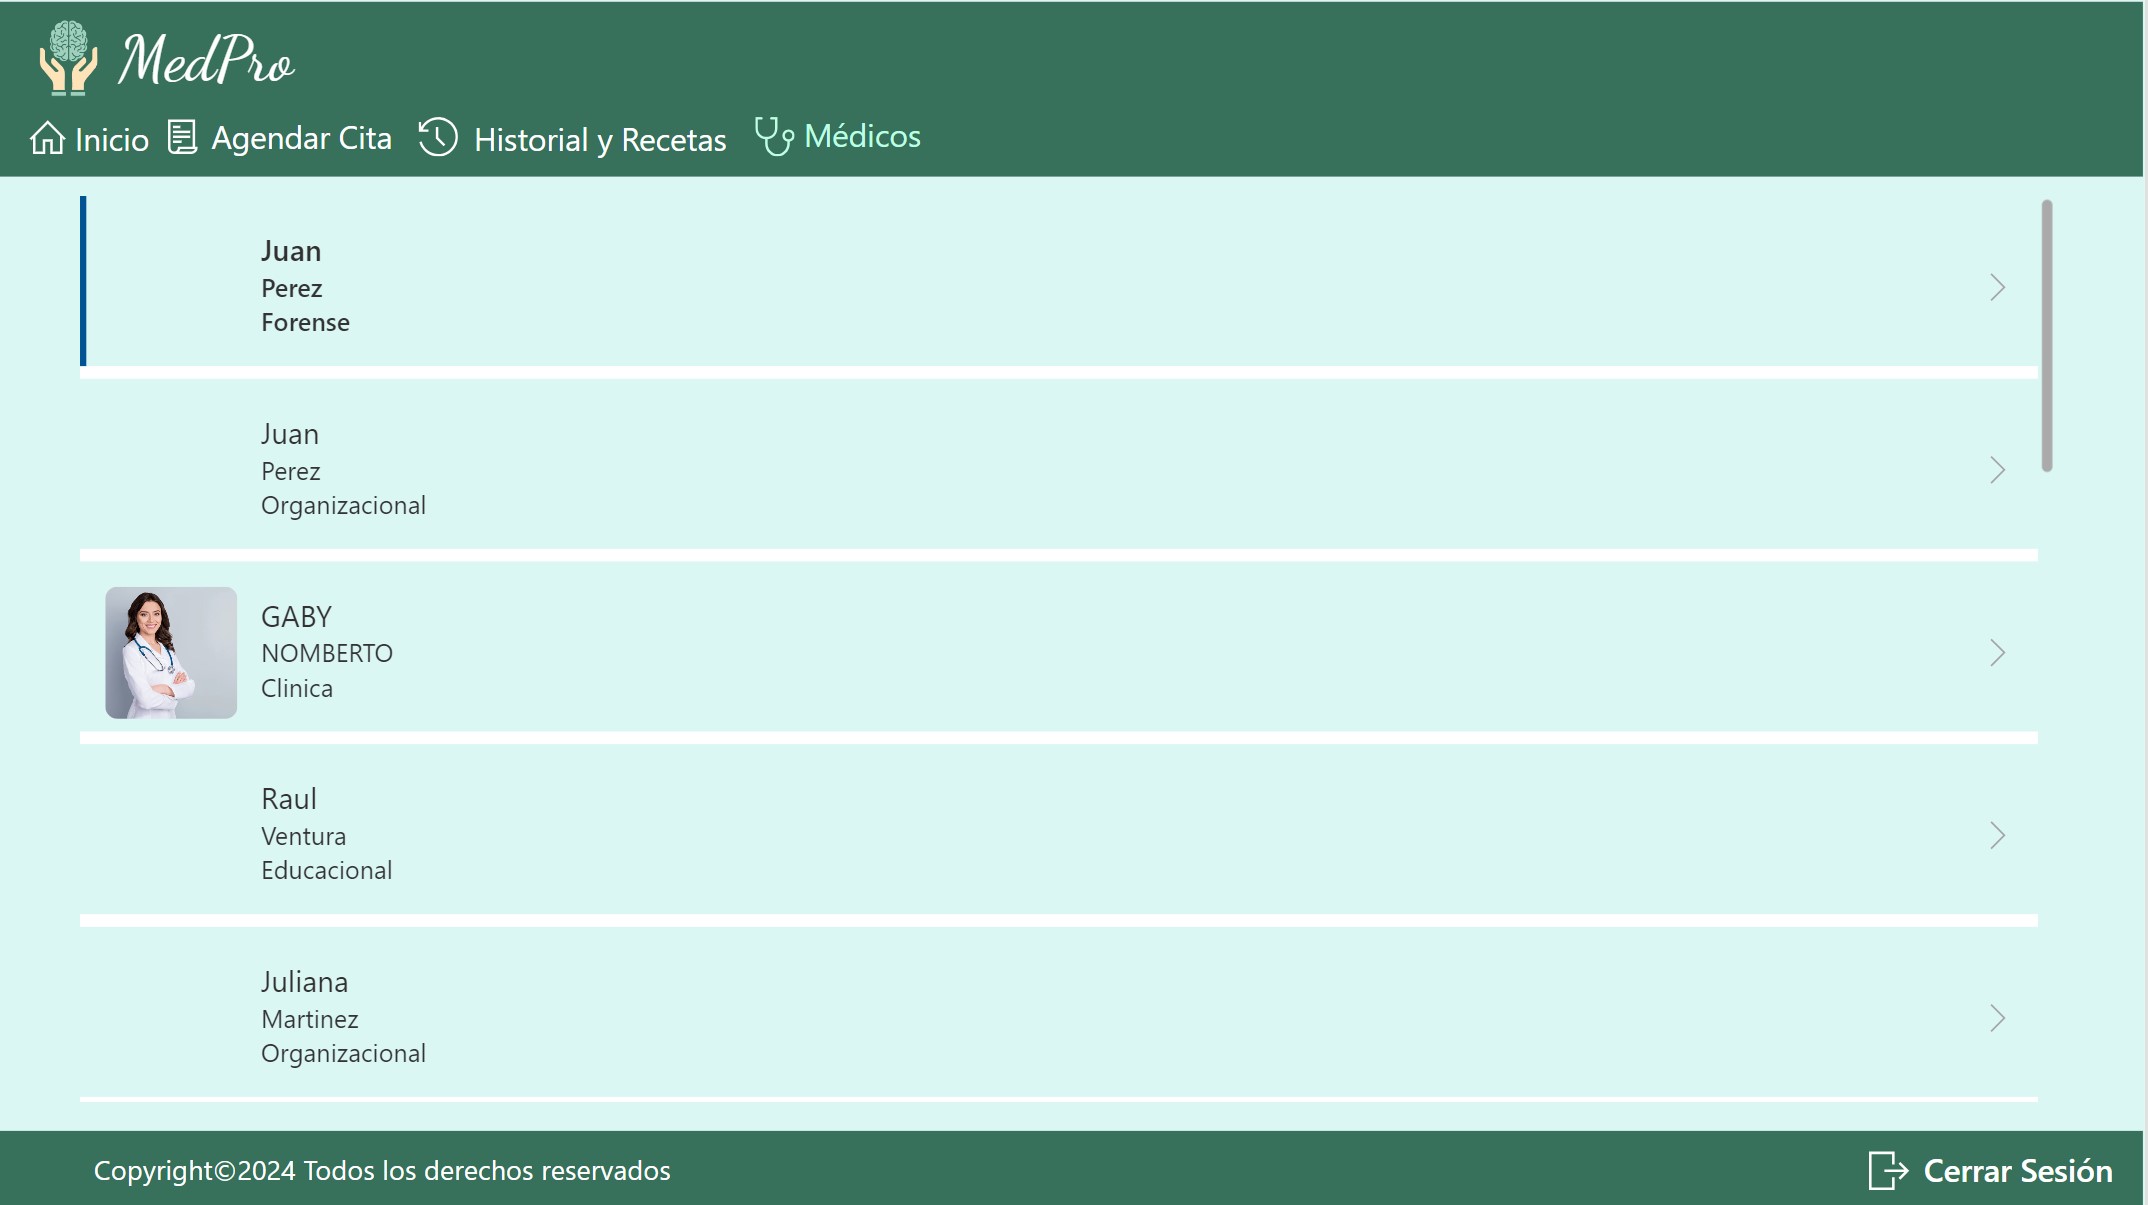 MedPro
Inicio Agendar Cita Historial y Recetas Médicos
Juan
Perez
Forense
Juan
Perez
Organizacional
GABY
NOMBERTO
Clinica
Raul
Ventura
Educacional
Juliana
Martinez
Organizacional
Copyright©2024 Todos los derechos reservados Cerrar Sesión